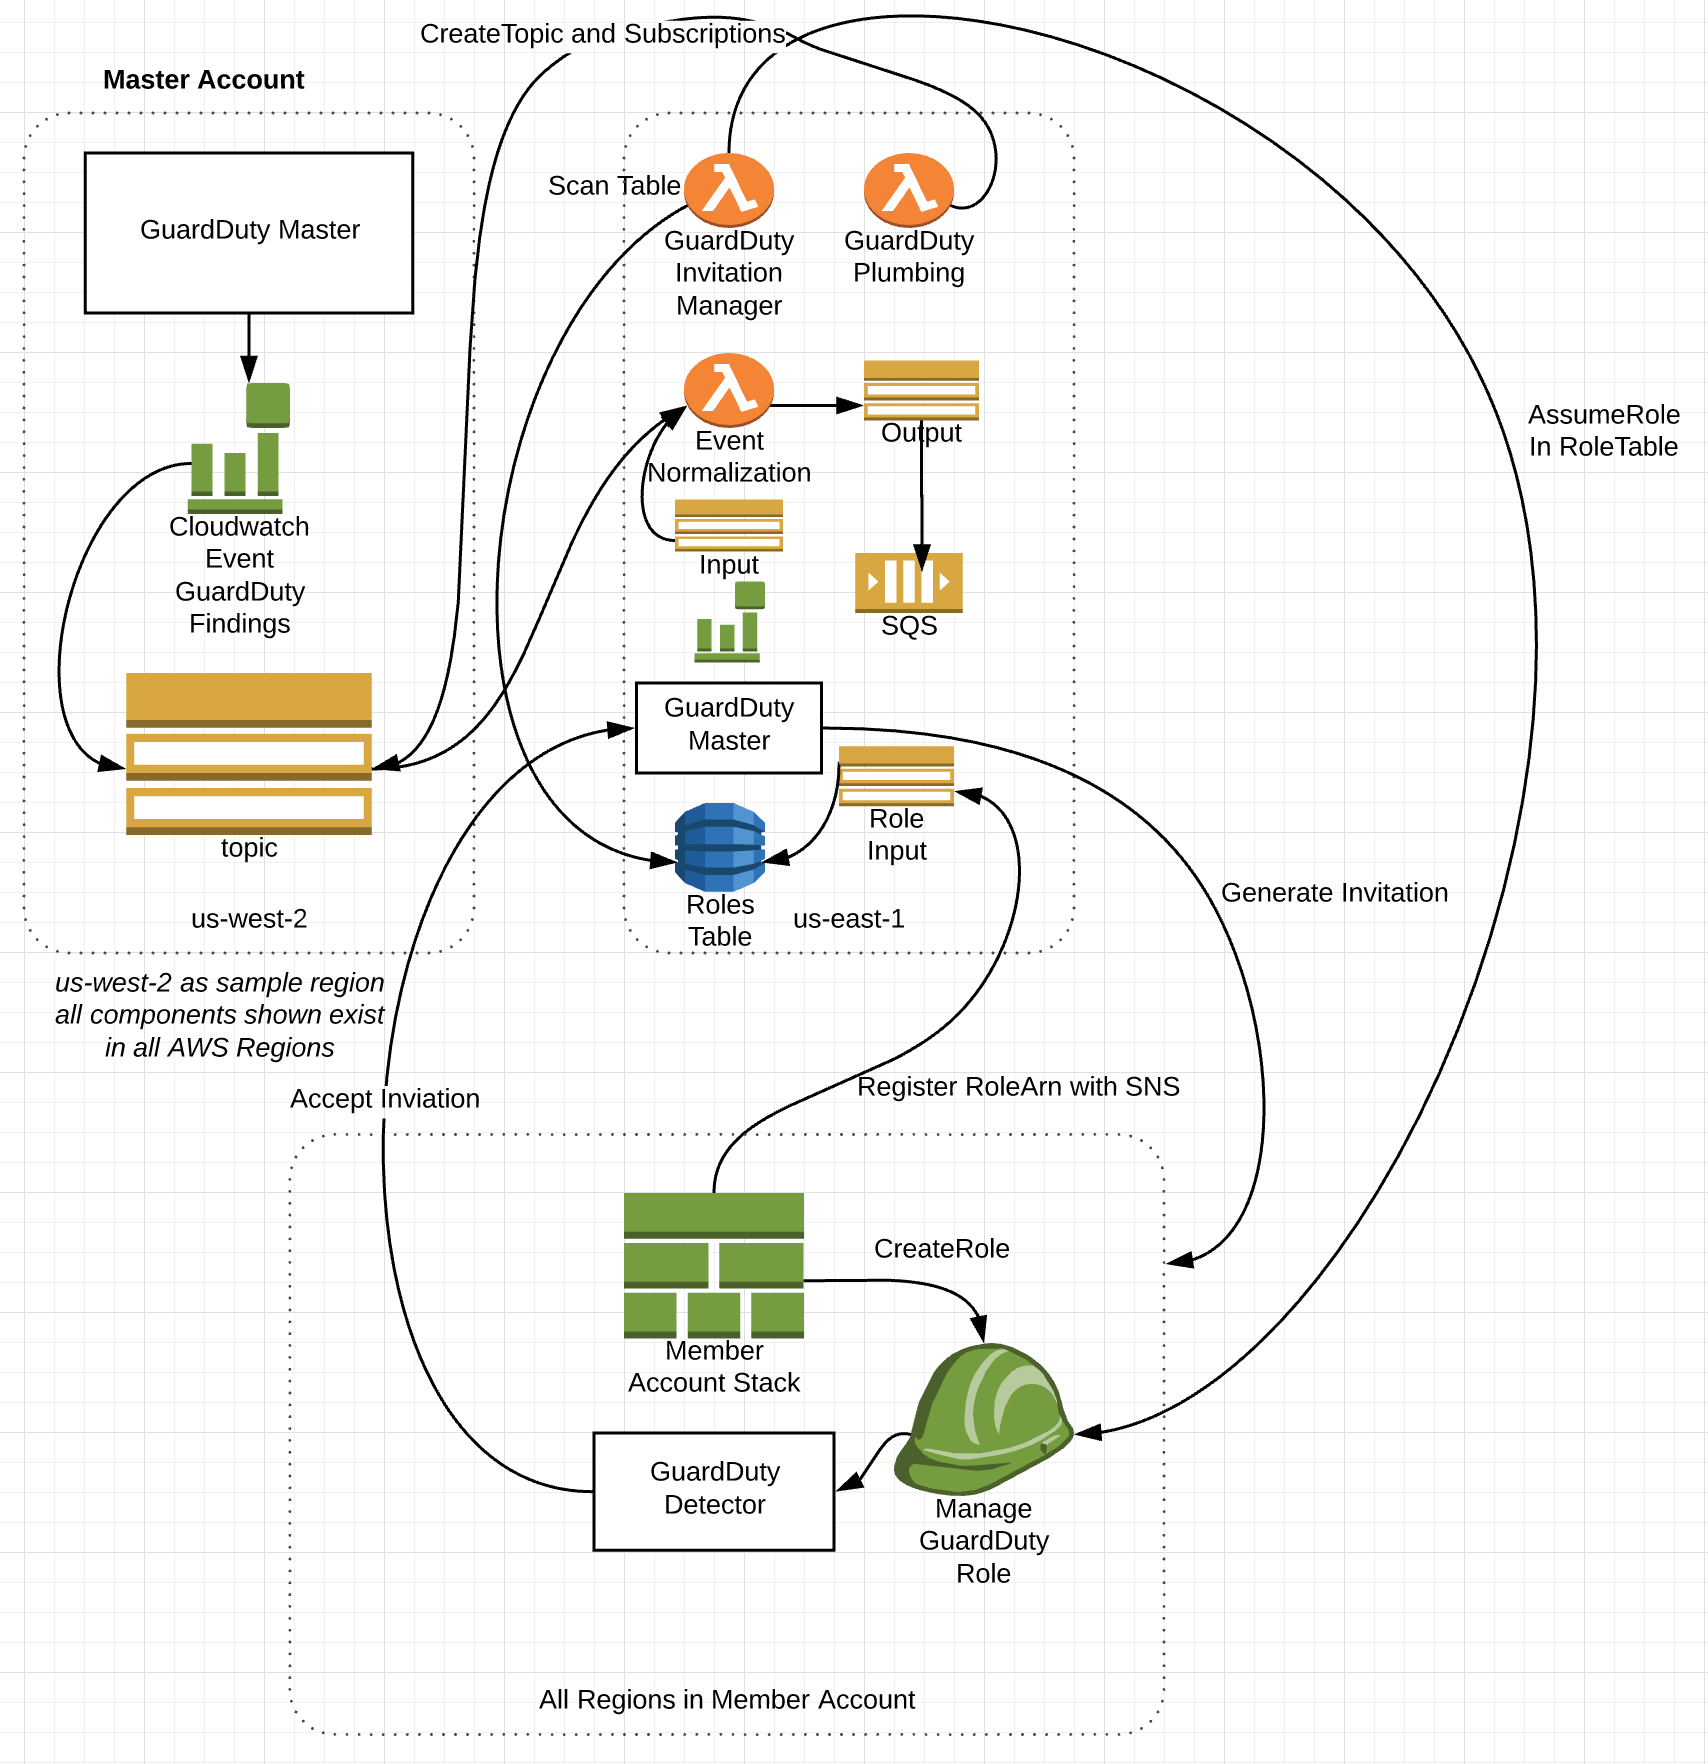 CreateTopic and Subscriptions
Master Account
GuardDuty Master
Scan Table
GuardDuty
Invitation
Manager
GuardDuty
Plumbing
Event
Normalization
Output
AssumeRole
In RoleTable
Cloudwatch
Event
GuardDuty
Findings
Input
SQS
GuardDuty
Master
topic
Role
Input
Roles
Table
us-west-2
us-east-1
Generate Invitation
us-west-2 as sample region
all components shown exist
in all AWS Regions
Accept Inviation
Register RoleArn with SNS
CreateRole
Member
Account Stack
GuardDuty
Detector
Manage
GuardDuty
Role
All Regions in Member Account